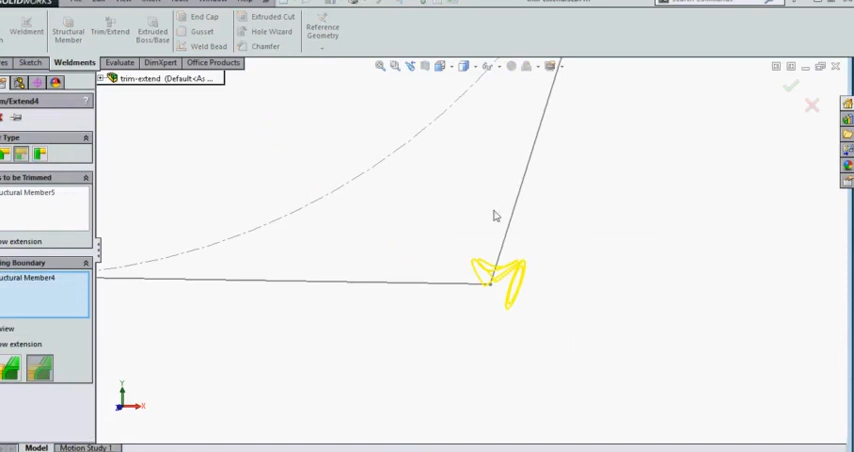 SOLIDWORKS
Weldment
Structural Member
Trim/Extend
Extruded Boss/Base
End Cap
Gusset
Weld Bead
Extruded Cut
Hole Wizard
Chamfer
Reference Geometry
Sketch
Weldments
Evaluate
DimXpert
Office Products
trim-extend (Default<As ...
m/Extend4
?
r Type
s to be Trimmed
ructural Member5
ow extension
ing Boundary
ructural Member4
view
ow extension
Y
X
Model
Motion Study 1